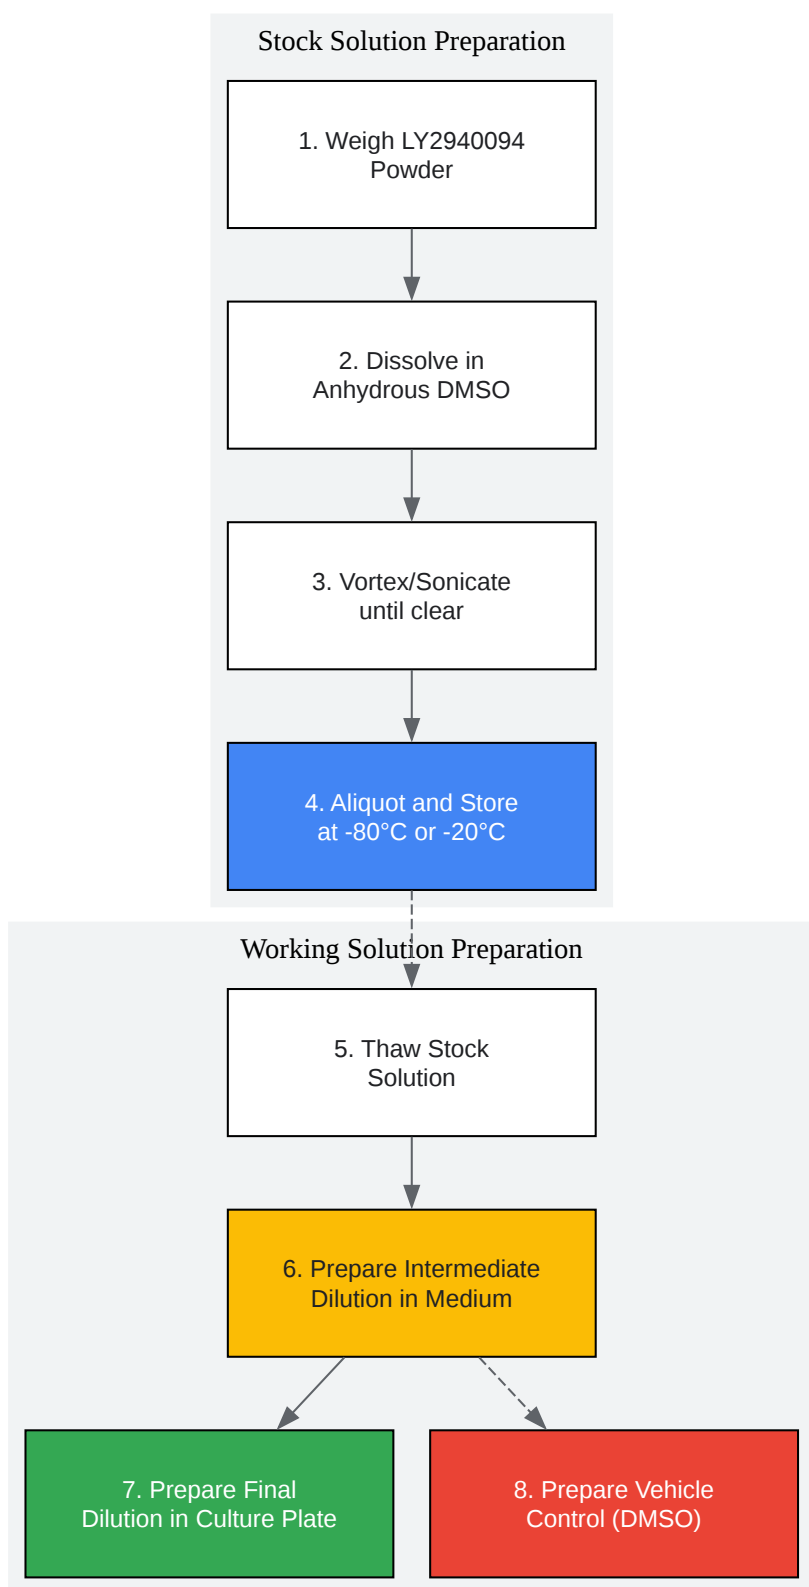 Stock Solution Preparation
1. Weigh LY2940094
Powder
2. Dissolve in
Anhydrous DMSO
3. Vortex/Sonicate
until clear
4. Aliquot and Store
at -80°C or -20°C
Working Solution Preparation
5. Thaw Stock
Solution
6. Prepare Intermediate
Dilution in Medium
7. Prepare Final
Dilution in Culture Plate
8. Prepare Vehicle
Control (DMSO)